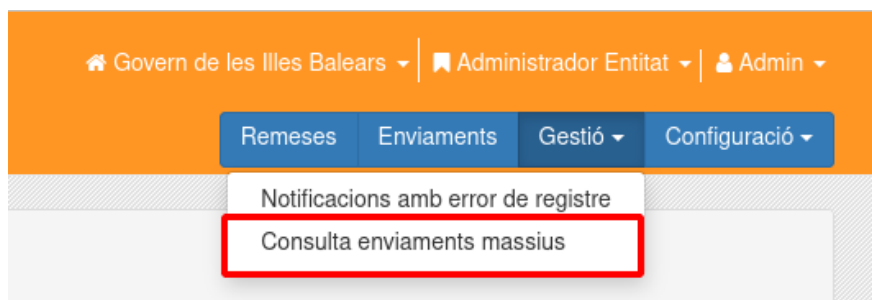 Govern de les Illes Balears Administrador Entitat Admin
Remeses Enviaments Gestió Configuració
Notificacions amb error de registre
Consulta enviaments massius